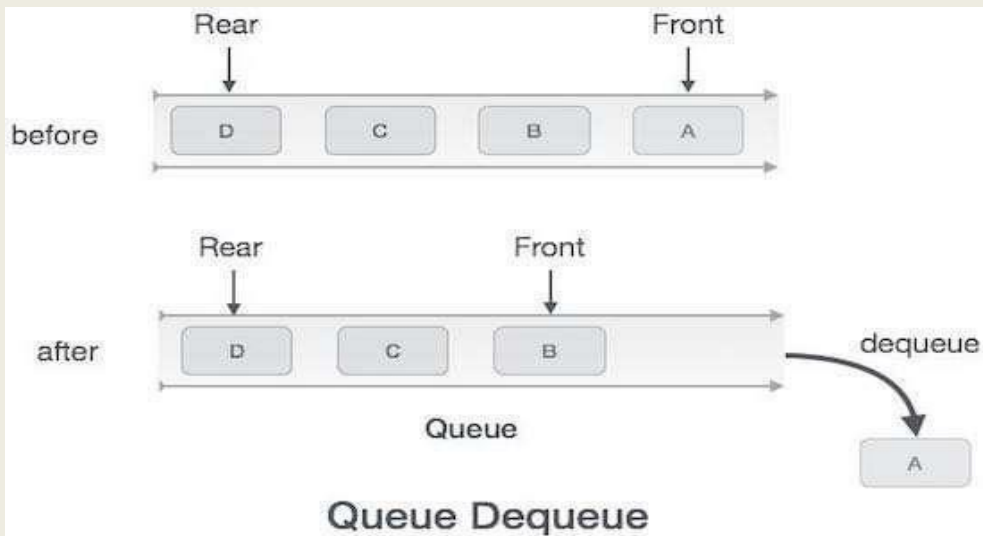 Rear Front
before D C B A
Rear Front
after D C B dequeue
Queue
A
Queue Dequeue